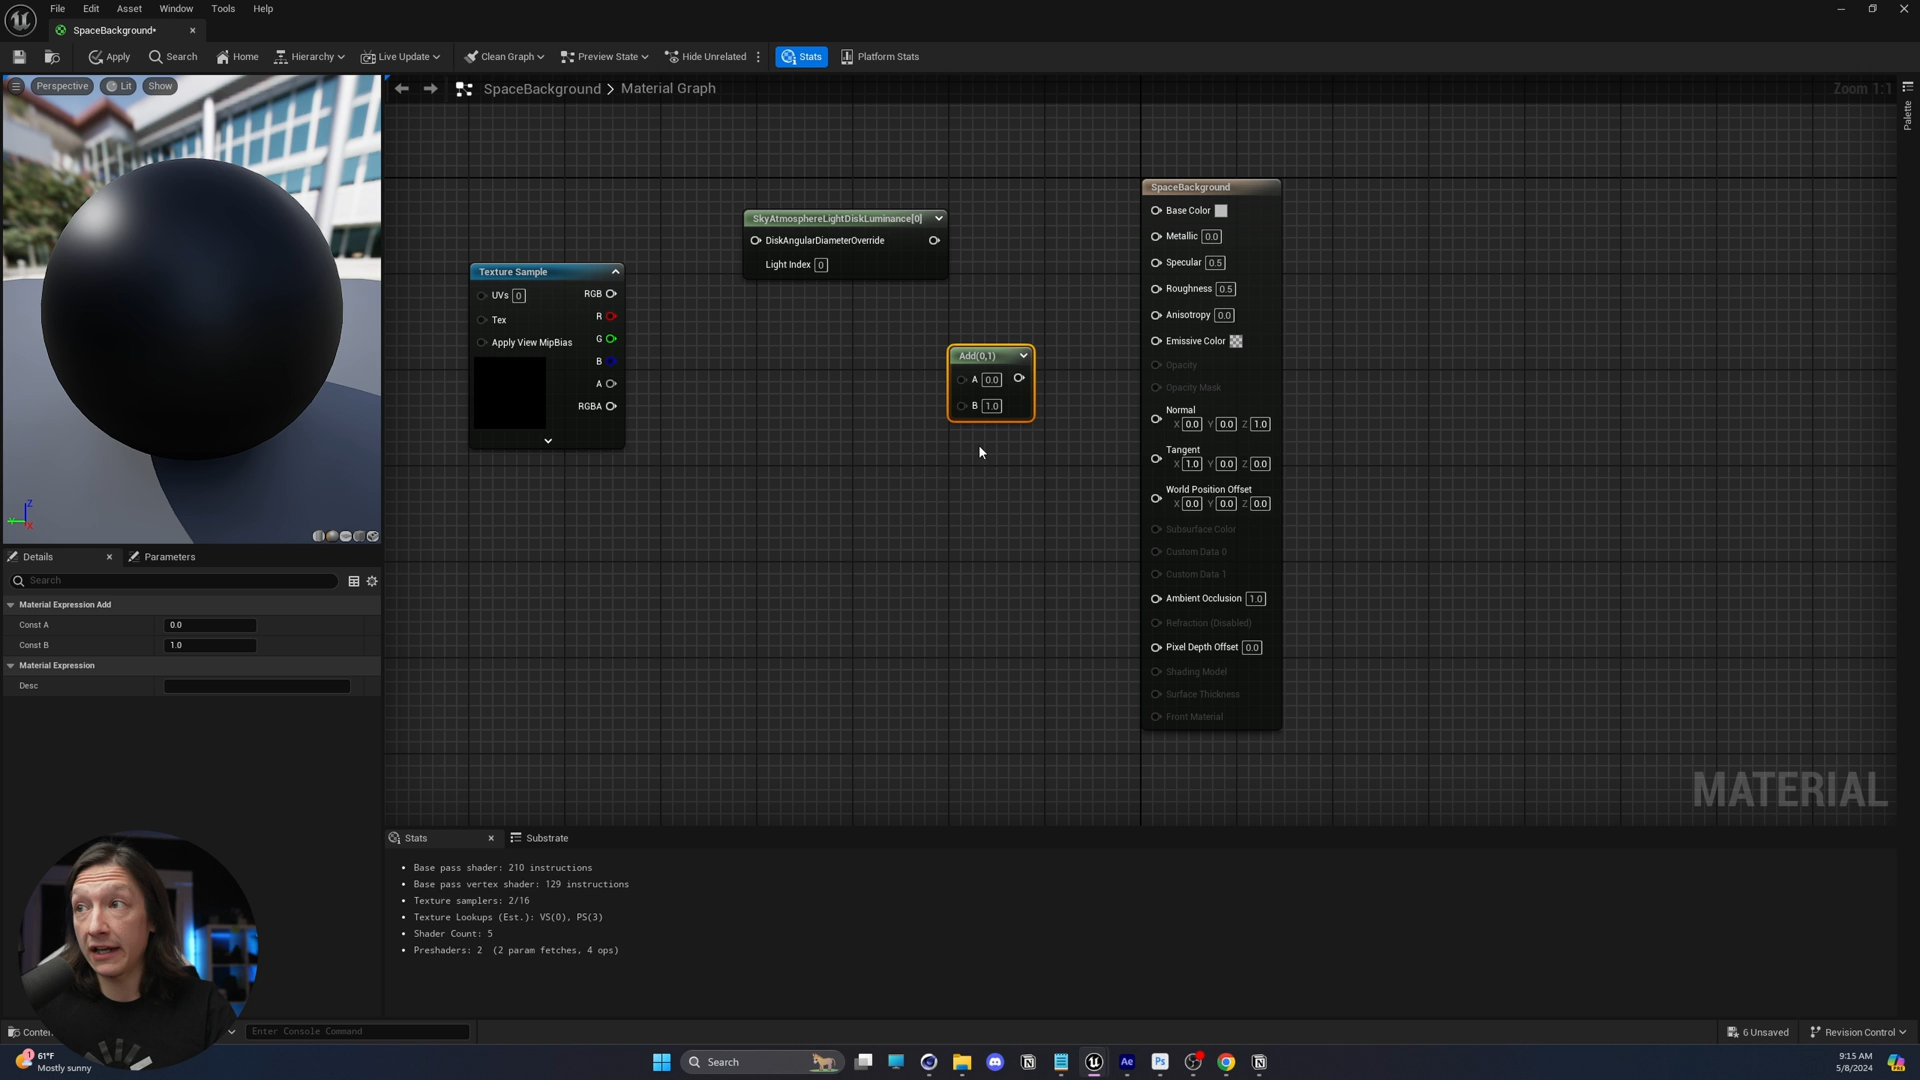 File Edit Asset Window Tools Help
SpaceBackground*
Apply Search Home Hierarchy Live Update Clean Graph Preview State Hide Unrelated Stats Platform Stats
Perspective Lit Show
SpaceBackground > Material Graph
Zoom 1:1
Palette
SkyAtmosphereLightDiskLuminance[0]
DiskAngularDiameterOverride
Light Index 0
Texture Sample
UVs 0 RGB
R
Tex
G
Apply View MipBias
B
A
RGBA
Add(0,1)
A 0.0
B 1.0
SpaceBackground
Base Color
Metallic 0.0
Specular 0.5
Roughness 0.5
Anisotropy 0.0
Emissive Color
Opacity
Opacity Mask
Normal
X 0.0 Y 0.0 Z 1.0
Tangent
X 1.0 Y 0.0 Z 0.0
World Position Offset
X 0.0 Y 0.0 Z 0.0
Subsurface Color
Custom Data 0
Custom Data 1
Ambient Occlusion 1.0
Refraction (Disabled)
Pixel Depth Offset 0.0
Shading Model
Surface Thickness
Front Material
MATERIAL
Z
Y
X
Details Parameters
Search
Material Expression Add
Const A 0.0
Const B 1.0
Material Expression
Desc
Stats Substrate
Base pass shader: 210 instructions
Base pass vertex shader: 129 instructions
Texture samplers: 2/16
Texture Lookups (Est.): VS(0), PS(3)
Shader Count: 5
Preshaders: 2 (2 param fetches, 4 ops)
Enter Console Command
6 Unsaved Revision Control
1
61°F
Mostly sunny
Search
Ae
Ps
9:15 AM
5/8/2024